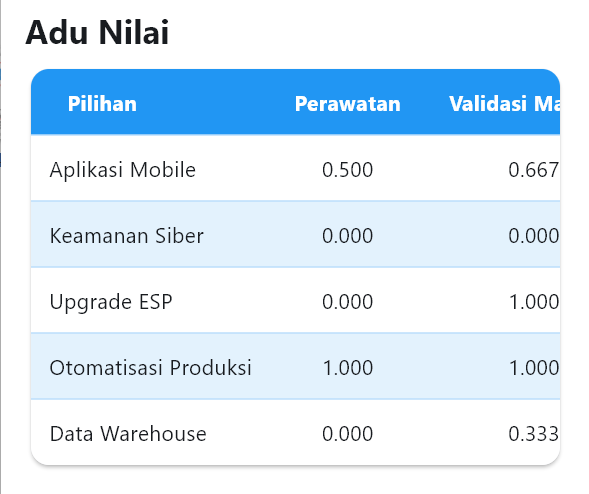 Adu Nilai
Pilihan Perawatan Validasi
Aplikasi Mobile 0.500 0.667
Keamanan Siber 0.000 0.000
Upgrade ESP 0.000 1.000
Otomatisasi Produksi 1.000 1.000
Data Warehouse 0.000 0.333